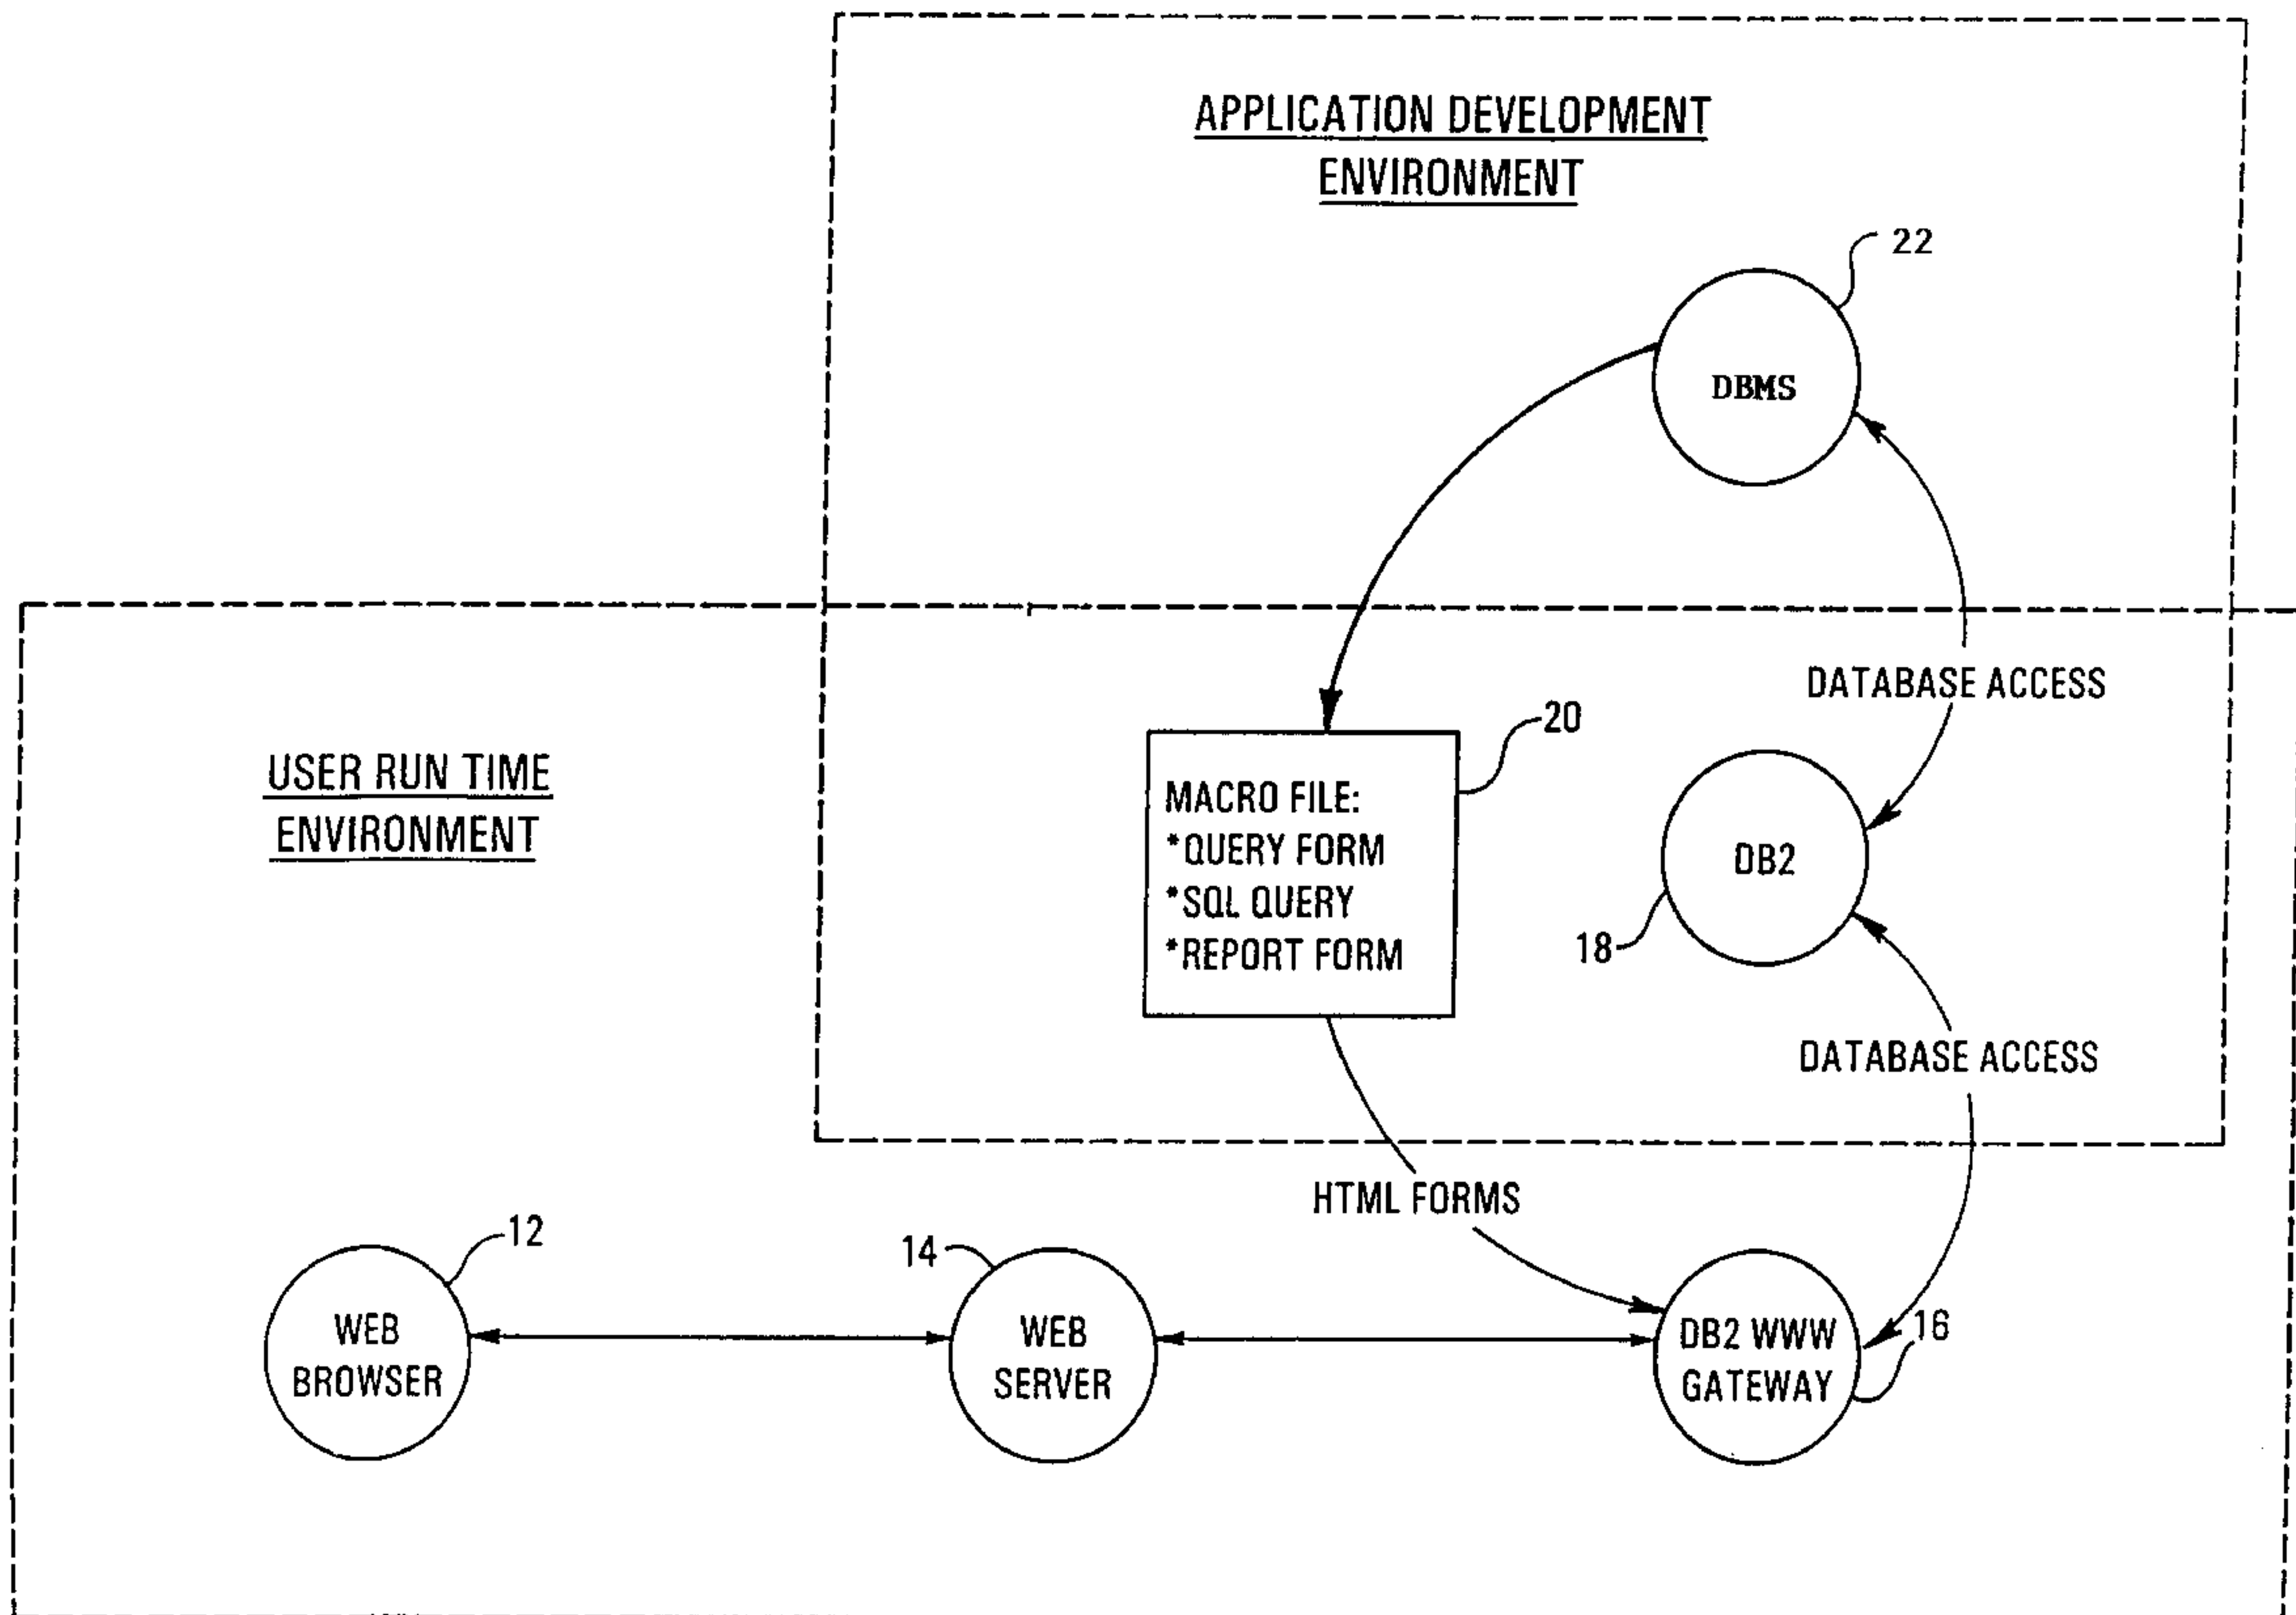 APPLICATION DEVELOPMENT
ENVIRONMENT
22
DBMS
DATABASE ACCESS
20
USER RUN TIME
ENVIRONMENT
MACRO FILE:
*QUERY FORM
*SQL QUERY
*REPORT FORM
DB2
18
DATABASE ACCESS
HTML FORMS
12
14
WEB
BROWSER
WEB
SERVER
DB2 WWW
GATEWAY
16